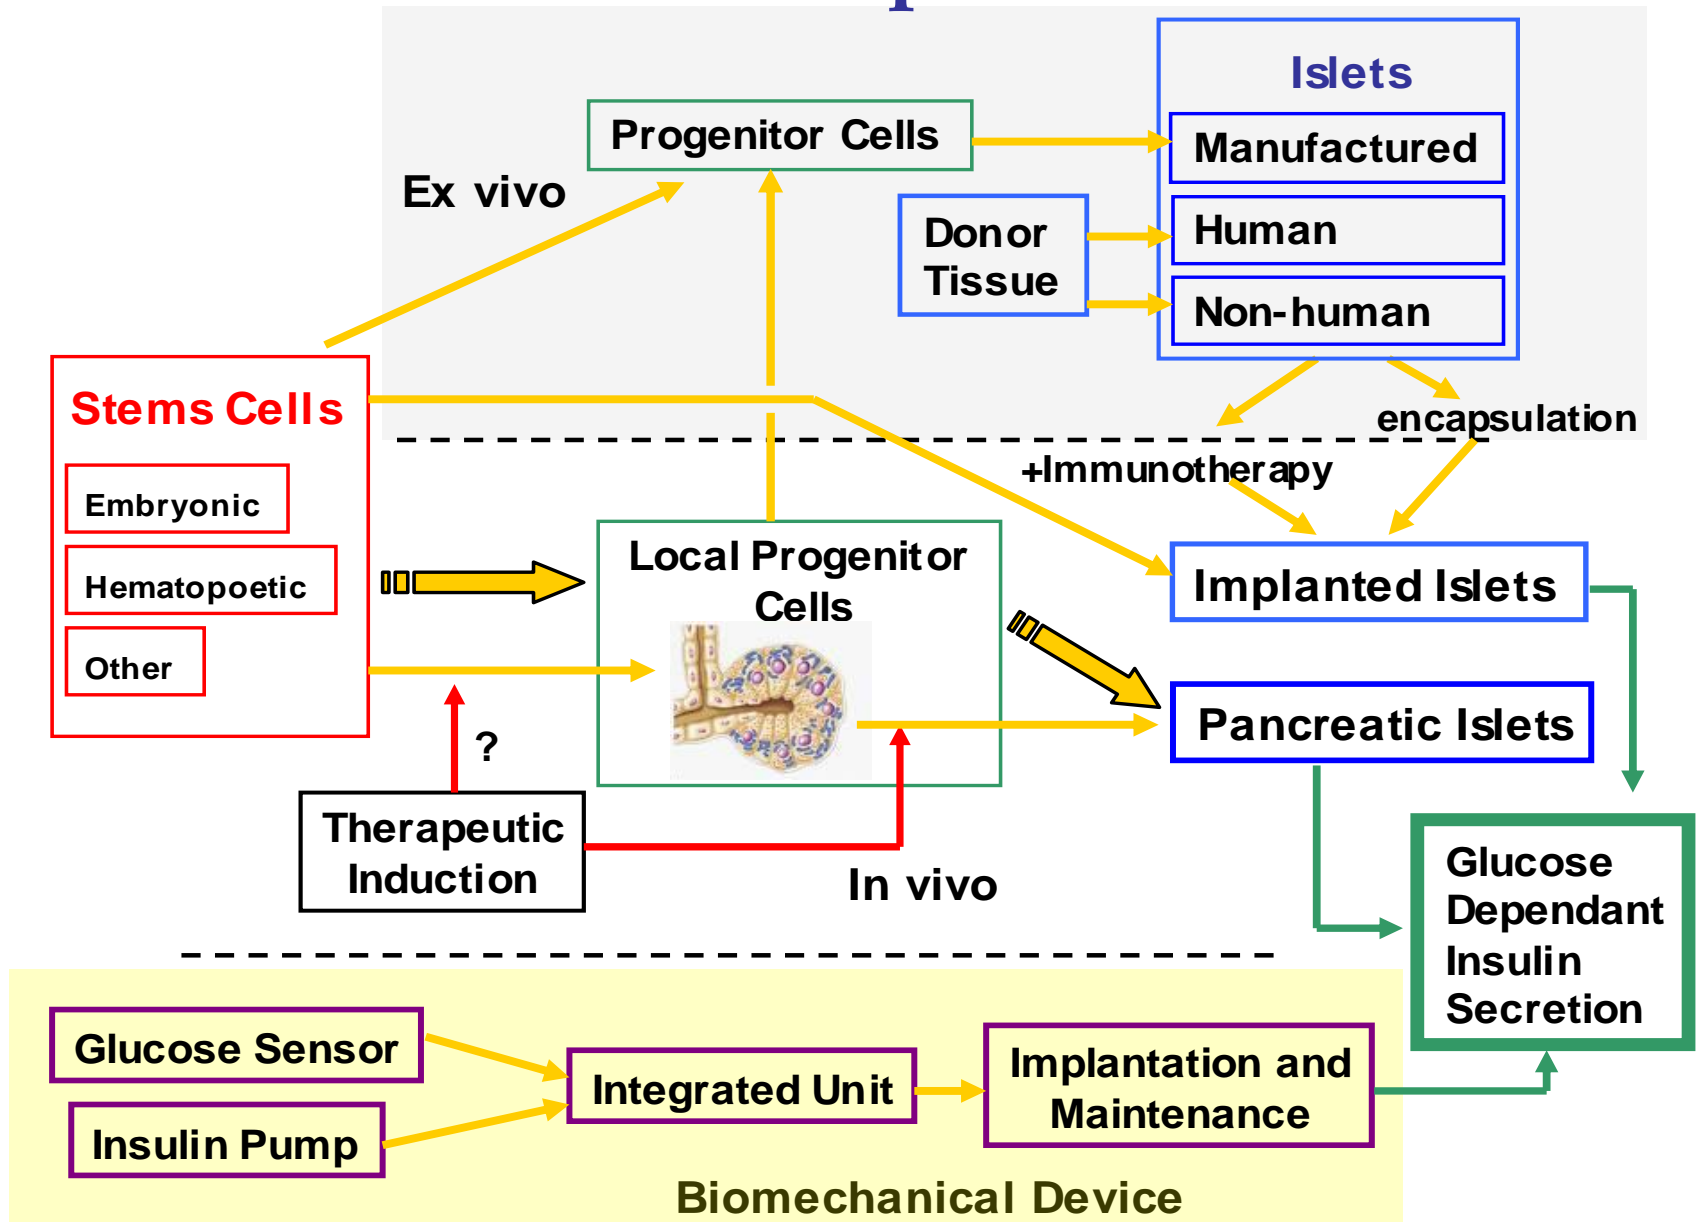 Islets
Progenitor Cells
Manufactured
Ex vivo
Donor
Tissue
Human
Non-human
Stems Cells
encapsulation
+Immunotherapy
Embryonic
Hematopoetic
Other
Local Progenitor
Cells
Implanted Islets
Pancreatic Islets
?
Therapeutic
Induction
In vivo
Glucose
Dependant
Insulin
Secretion
Glucose Sensor
Insulin Pump
Integrated Unit
Implantation and
Maintenance
Biomechanical Device